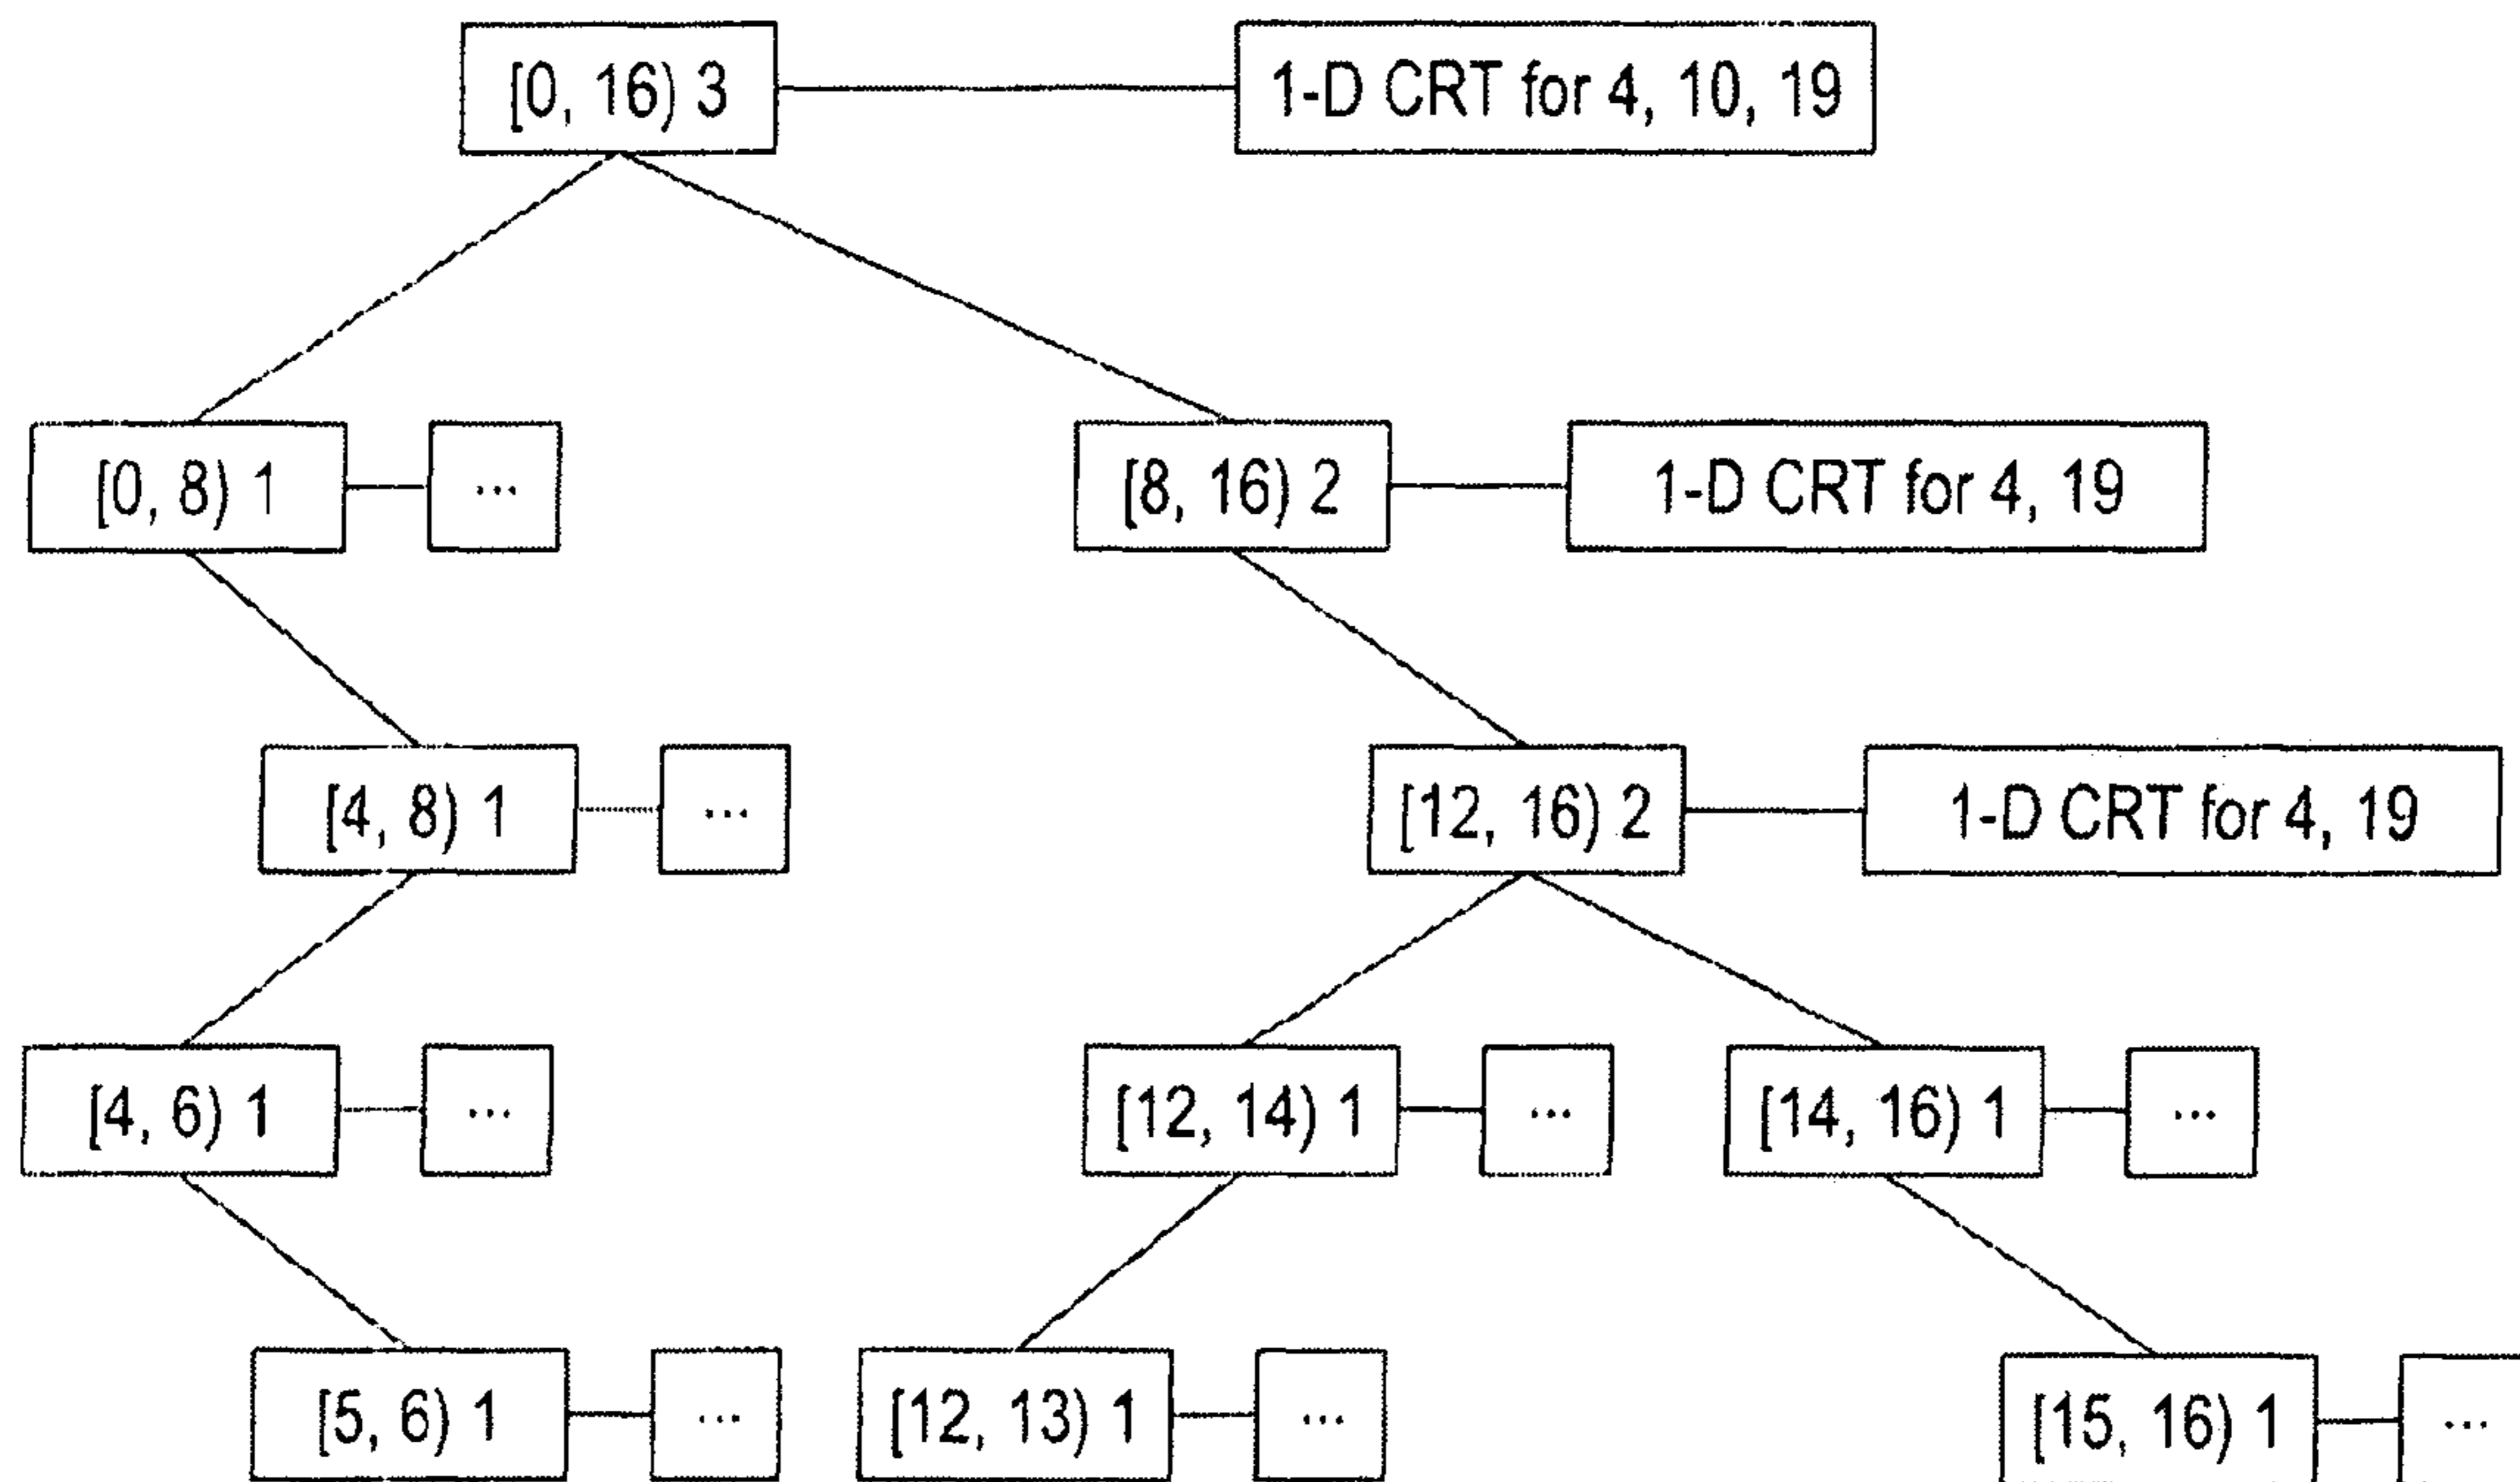 [0, 16) 3
1-D CRT for 4, 10, 19
[0, 8) 1
...
[8, 16) 2
1-D CRT for 4, 19
[4, 8) 1
...
[12, 16) 2
1-D CRT for 4, 19
[4, 6) 1
...
[12, 14) 1
...
[14, 16) 1
...
[5, 6) 1
...
[12, 13) 1
...
[15, 16) 1
...